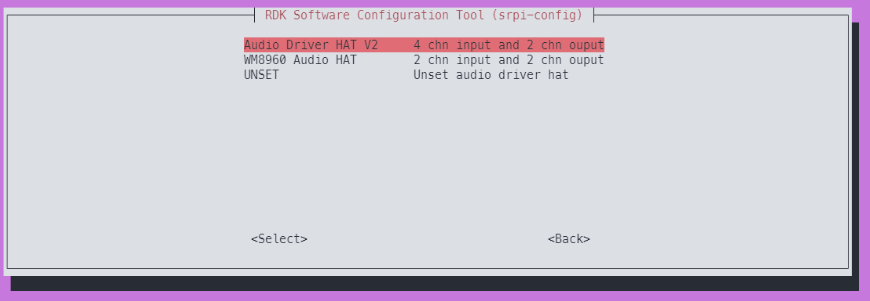 RDK Software Configuration Tool (srpi-config)
Audio Driver HAT V2 4 chn input and 2 chn ouput
WM8960 Audio HAT 2 chn input and 2 chn ouput
UNSET Unset audio driver hat
<Select> <Back>